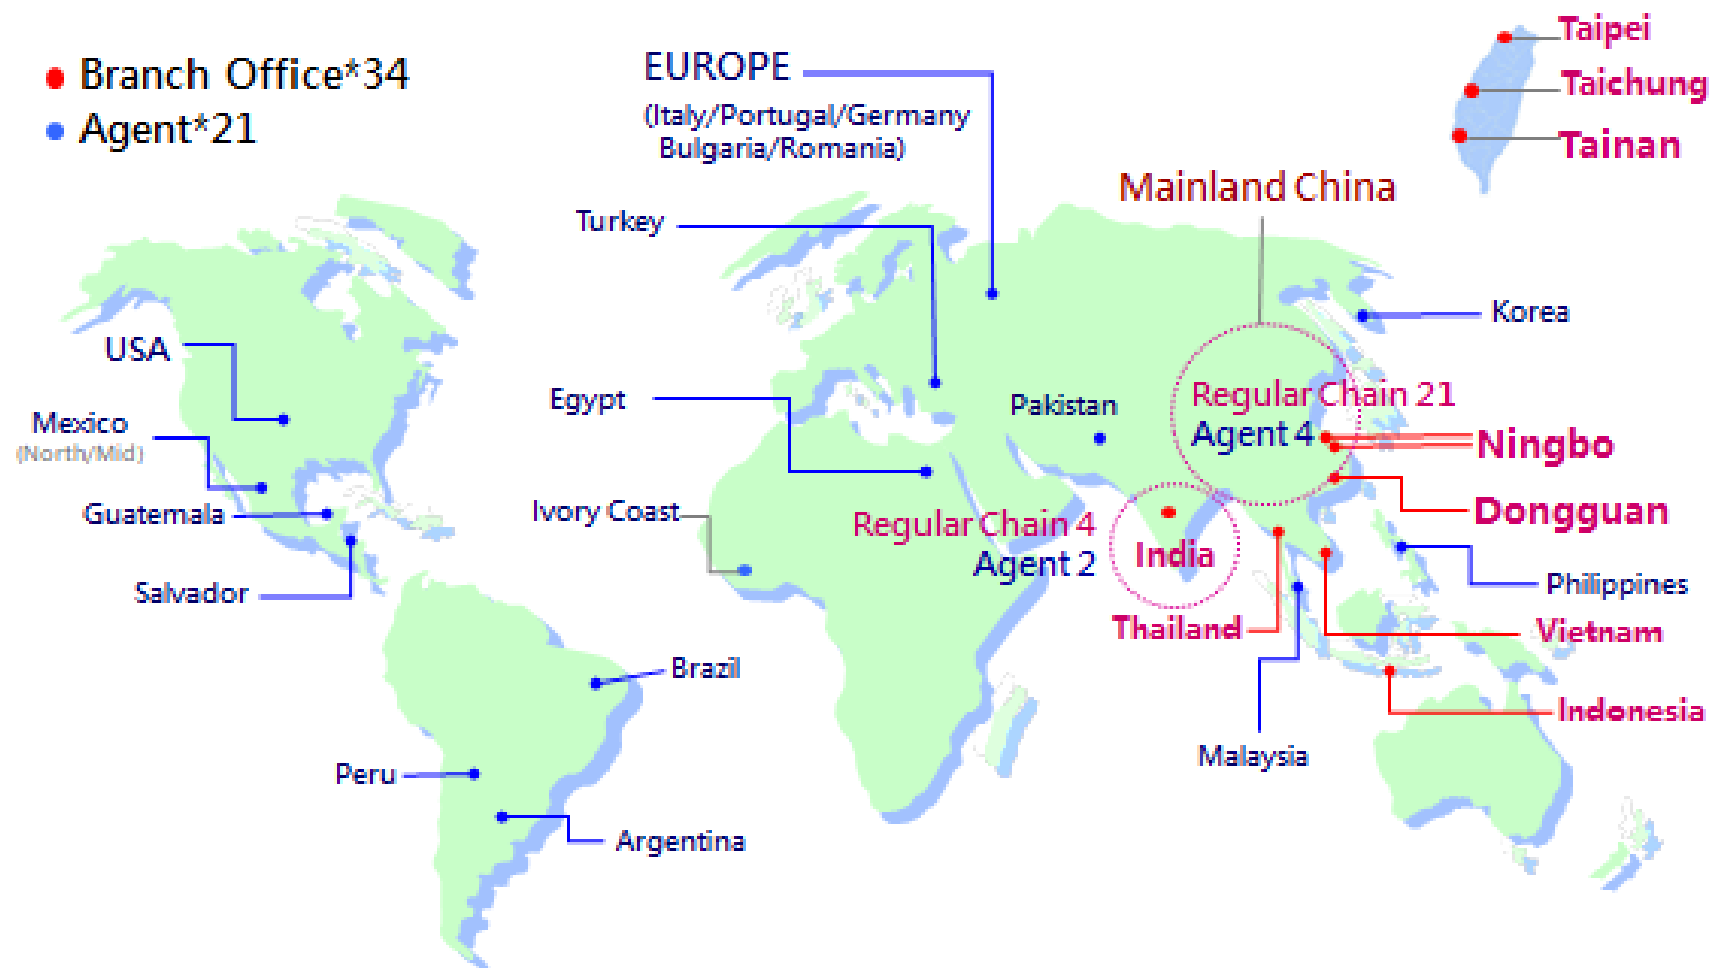 Branch Office*34
Agent*21
EUROPE
(Italy/Portugal/Germany
Bulgaria/Romania)
Taipei
Taichung
Tainan
Mainland China
Turkey
Korea
USA
Mexico
(North/Mid)
Egypt
Pakistan
Regular Chain 21
Agent 4
Ningbo
Guatemala
Ivory Coast
Regular Chain 4
Agent 2
India
Dongguan
Salvador
Philippines
Thailand
Vietnam
Brazil
Indonesia
Malaysia
Peru
Argentina